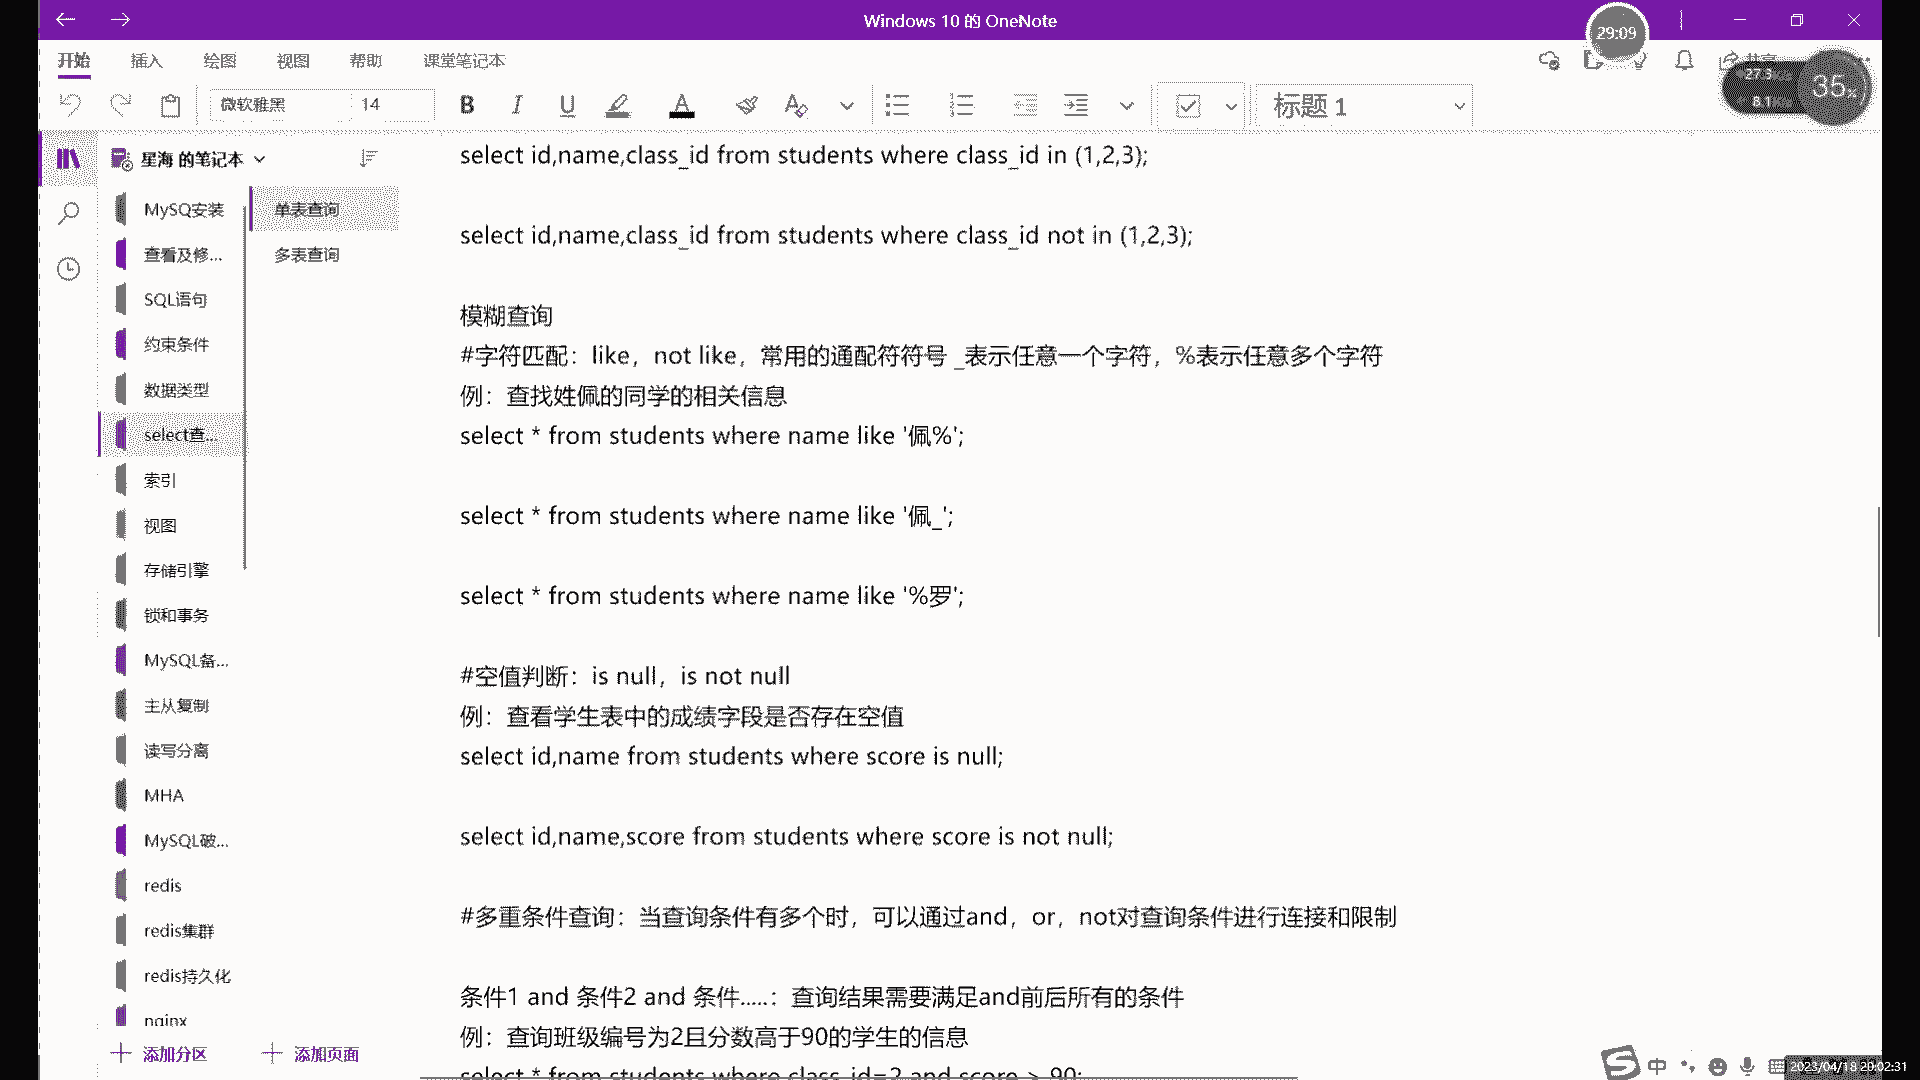 Windows 10 的 OneNote
29:09
开始 插入 绘图 视图 帮助 课堂笔记本
共享
27.3
8.1
35%
微软雅黑 14 B I U A 标题 1
星海 的笔记本
MySQ安装
查看及修...
SQL语句
约束条件
数据类型
select查...
索引
视图
存储引擎
锁和事务
MySQL备...
主从复制
读写分离
MHA
MySQL破...
redis
redis集群
redis持久化
nginx
添加分区
单表查询
多表查询
添加页面
select id,name,class_id from students where class_id in (1,2,3);
select id,name,class_id from students where class_id not in (1,2,3);
模糊查询
#字符匹配：like，not like，常用的通配符符号 _表示任意一个字符，%表示任意多个字符
例：查找姓佩的同学的相关信息
select * from students where name like '佩%';
select * from students where name like '佩_';
select * from students where name like '%罗';
#空值判断：is null，is not null
例：查看学生表中的成绩字段是否存在空值
select id,name from students where score is null;
select id,name,score from students where score is not null;
#多重条件查询：当查询条件有多个时，可以通过and，or，not对查询条件进行连接和限制
条件1 and 条件2 and 条件.....：查询结果需要满足and前后所有的条件
例：查询班级编号为2且分数高于90的学生的信息
select * from students where class_id=2 and score > 90;
中
2023/04/18 20:02:31